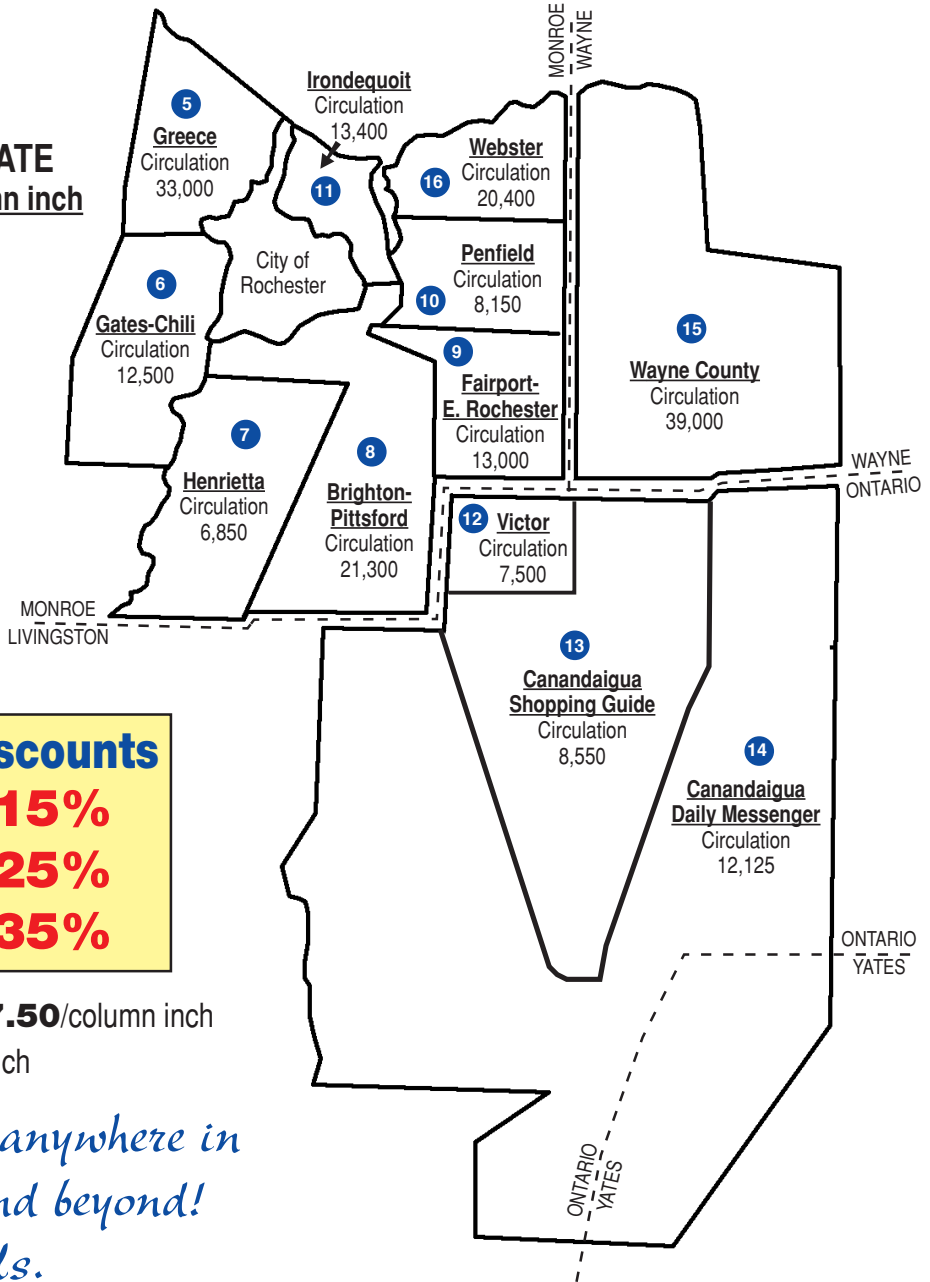 MONROE
WAYNE
5
Greece
Circulation
33,000
Irondequoit
Circulation
13,400
11
16
Webster
Circulation
20,400
City of
Rochester
10
Penfield
Circulation
8,150
6
Gates-Chili
Circulation
12,500
9
Fairport-
E. Rochester
Circulation
13,000
15
Wayne County
Circulation
39,000
7
Henrietta
Circulation
6,850
8
Brighton-
Pittsford
Circulation
21,300
WAYNE
ONTARIO
12
Victor
Circulation
7,500
MONROE
LIVINGSTON
13
Canandaigua
Shopping Guide
Circulation
8,550
14
Canandaigua
Daily Messenger
Circulation
12,125
ONTARIO
YATES
ONTARIO
YATES
ATE
n inch
scounts
15%
25%
35%
7.50/column inch
ch
anywhere in
nd beyond!
ls.